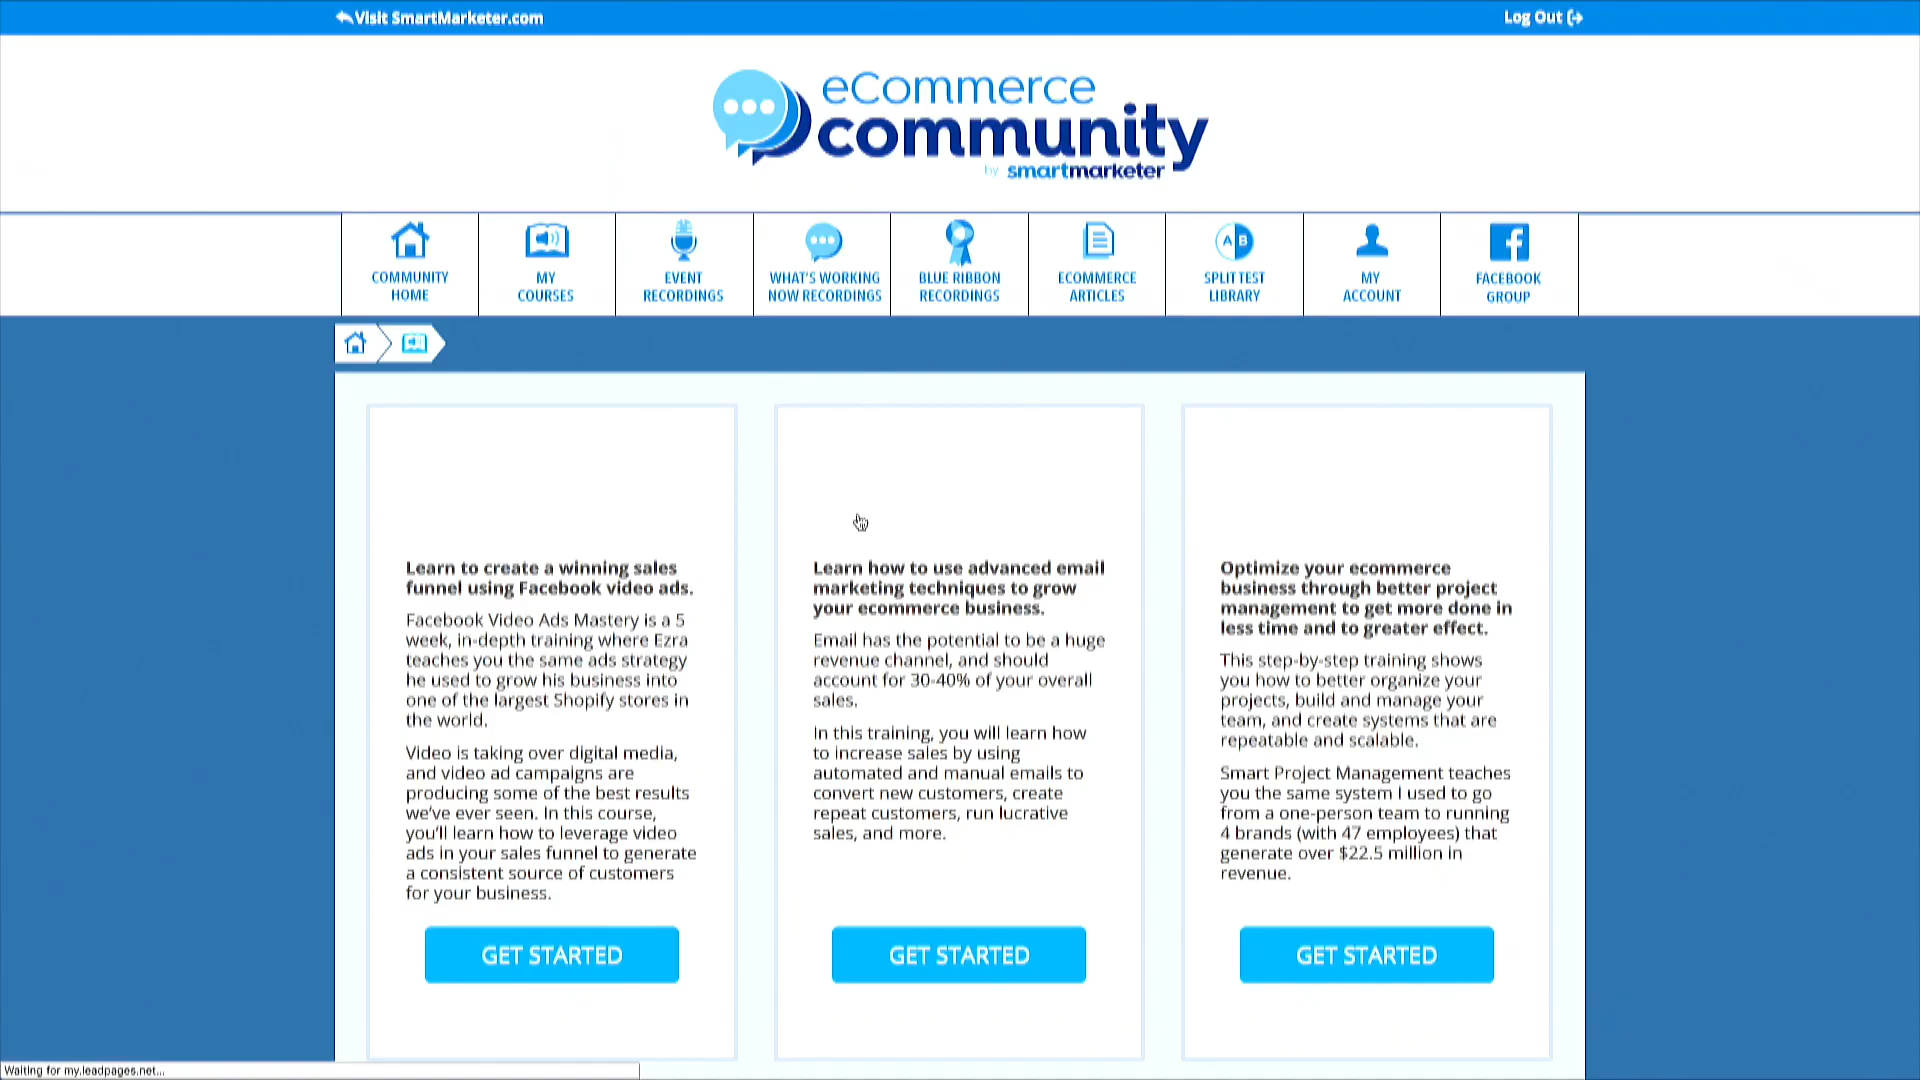 Visit SmartMarketer.com
Log Out
eCommerce
community
by smartmarketer
COMMUNITY
HOME
MY
COURSES
EVENT
RECORDINGS
WHAT'S WORKING
NOW RECORDINGS
BLUE RIBBON
RECORDINGS
ECOMMERCE
ARTICLES
A B
SPLIT TEST
LIBRARY
MY
ACCOUNT
FACEBOOK
GROUP
Learn to create a winning sales
funnel using Facebook video ads.
Facebook Video Ads Mastery is a 5
week, in-depth training where Ezra
teaches you the same ads strategy
he used to grow his business into
one of the largest Shopify stores in
the world.
Video is taking over digital media,
and video ad campaigns are
producing some of the best results
we've ever seen. In this course,
you'll learn how to leverage video
ads in your sales funnel to generate
a consistent source of customers
for your business.
GET STARTED
Learn how to use advanced email
marketing techniques to grow
your ecommerce business.
Email has the potential to be a huge
revenue channel, and should
account for 30-40% of your overall
sales.
In this training, you will learn how
to increase sales by using
automated and manual emails to
convert new customers, create
repeat customers, run lucrative
sales, and more.
GET STARTED
Optimize your ecommerce
business through better project
management to get more done in
less time and to greater effect.
This step-by-step training shows
you how to better organize your
projects, build and manage your
team, and create systems that are
repeatable and scalable.
Smart Project Management teaches
you the same system I used to go
from a one-person team to running
4 brands (with 47 employees) that
generate over $22.5 million in
revenue.
GET STARTED
Waiting for my.leadpages.net...